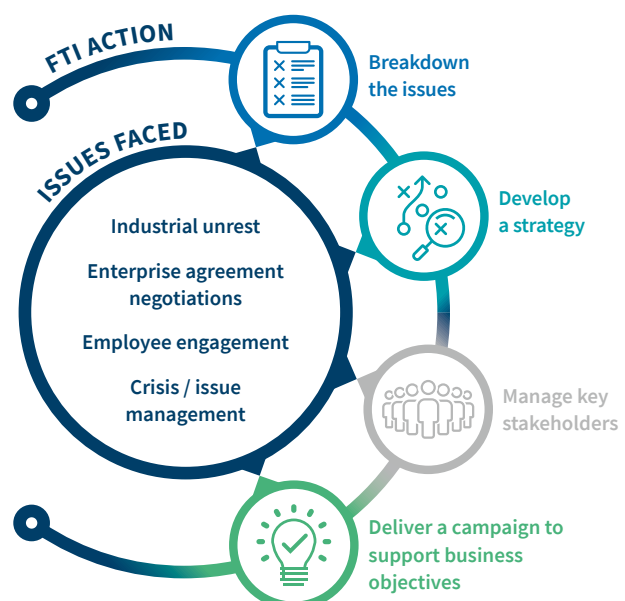 FTI ACTION
Breakdown
the issues
ISSUES FACED
Industrial unrest
Enterprise agreement
negotiations
Employee engagement
Crisis / issue
management
Develop
a strategy
Manage key
stakeholders
Deliver a campaign to
support business
objectives